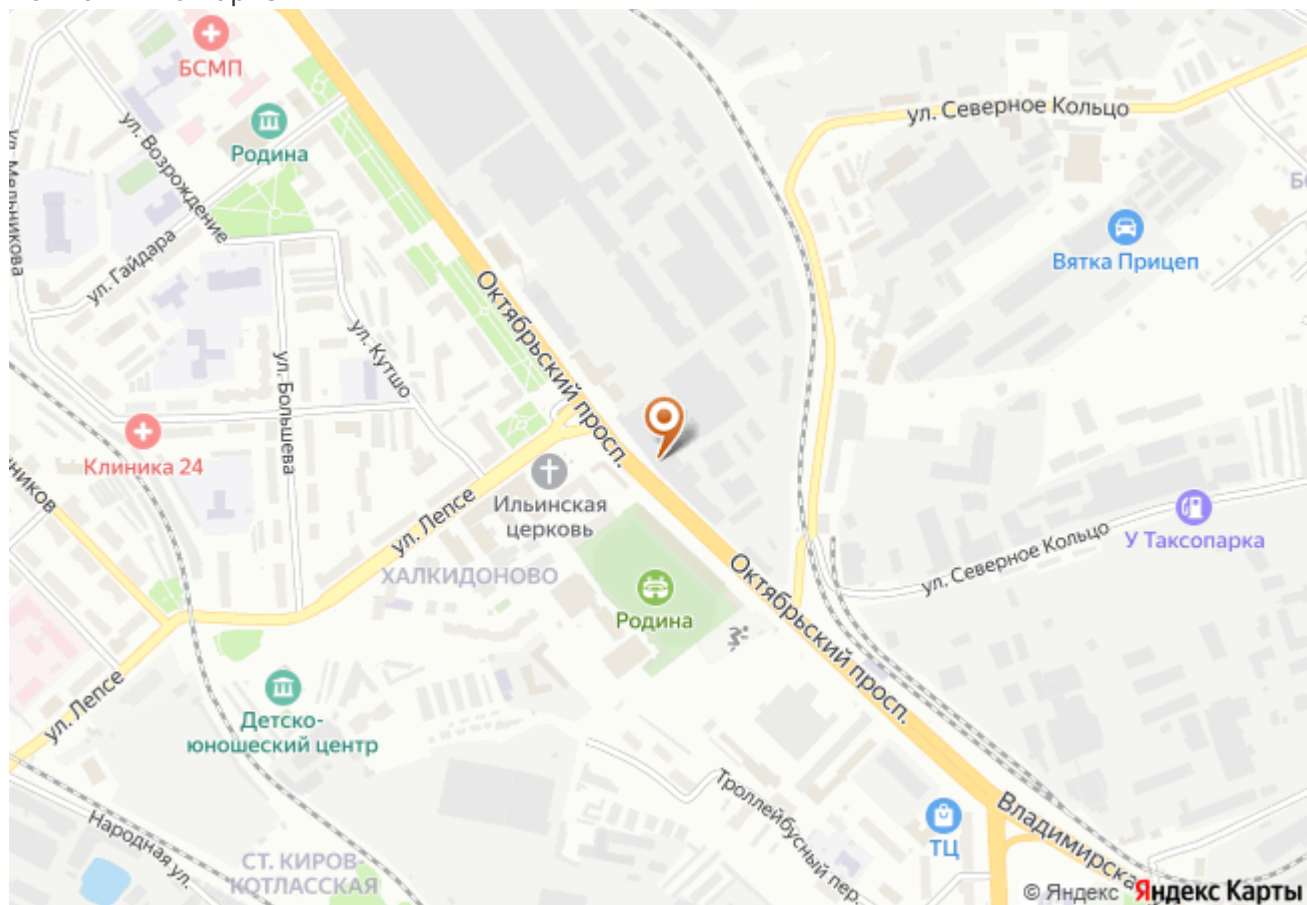 БСМП
Родина
ул. Северное Кольцо
ул. Мельникова
ул. Возрождение
Вятка Прицеп
ул. Гайдара
Октябрьский просп.
ул. Кутшо
ул. Большева
Клиника 24
Ильинская
церковь
ул. Лепсе
У Таксопарка
ул. Северное Кольцо
ХАЛКИДОНОВО
Родина
Октябрьский просп.
ул. Лепсе
Детско-
юношеский центр
Троллейбусный пер.
Владимирска
ТЦ
Народная ул.
СТ. КИРОВ-
КОТЛАССКАЯ
© Яндекс Яндекс Карты